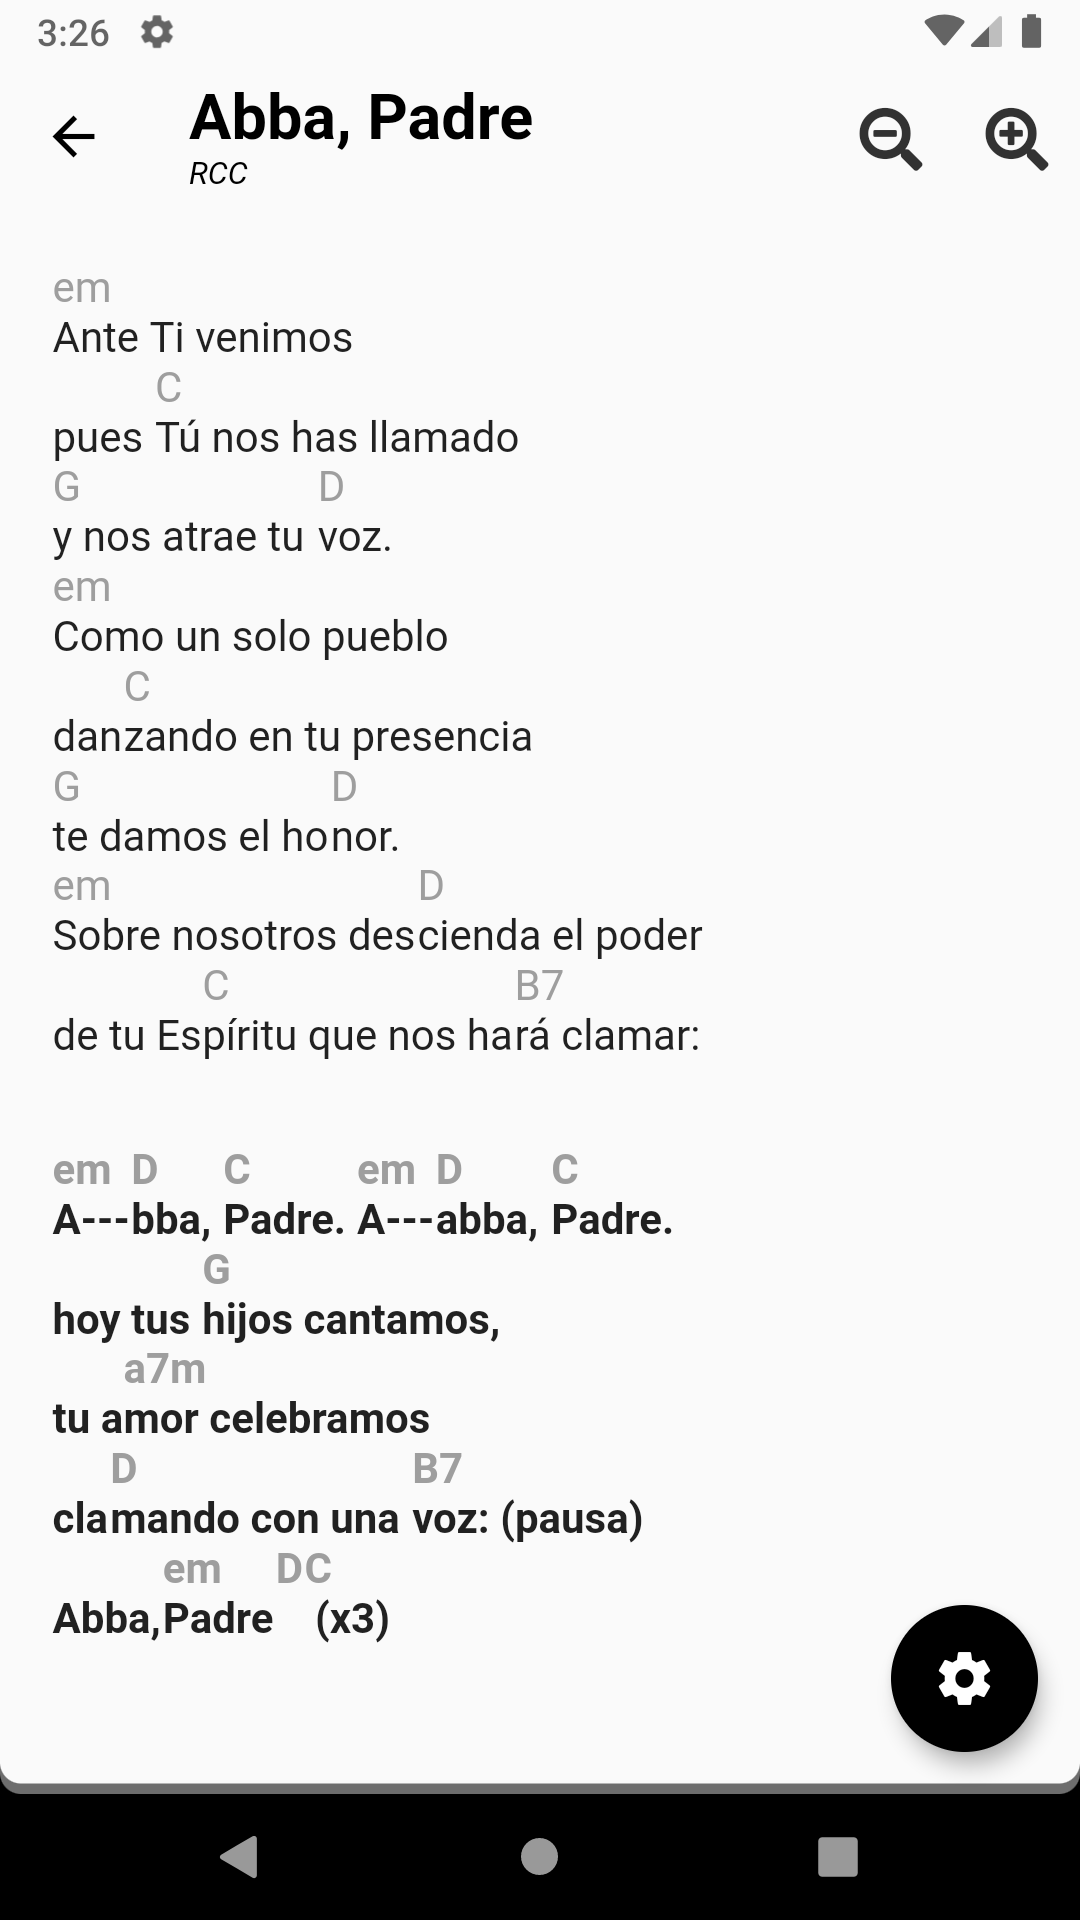 3:26
Abba, Padre
RCC
em
Ante Ti venimos
C
pues Tú nos has llamado
G D
y nos atrae tu voz.
em
Como un solo pueblo
C
danzando en tu presencia
G D
te damos el honor.
em D
Sobre nosotros descienda el poder
C B7
de tu Espíritu que nos hará clamar:
em D C em D C
A---bba, Padre. A---abba, Padre.
G
hoy tus hijos cantamos,
a7m
tu amor celebramos
D B7
clamando con una voz: (pausa)
em D C
Abba,Padre (x3)